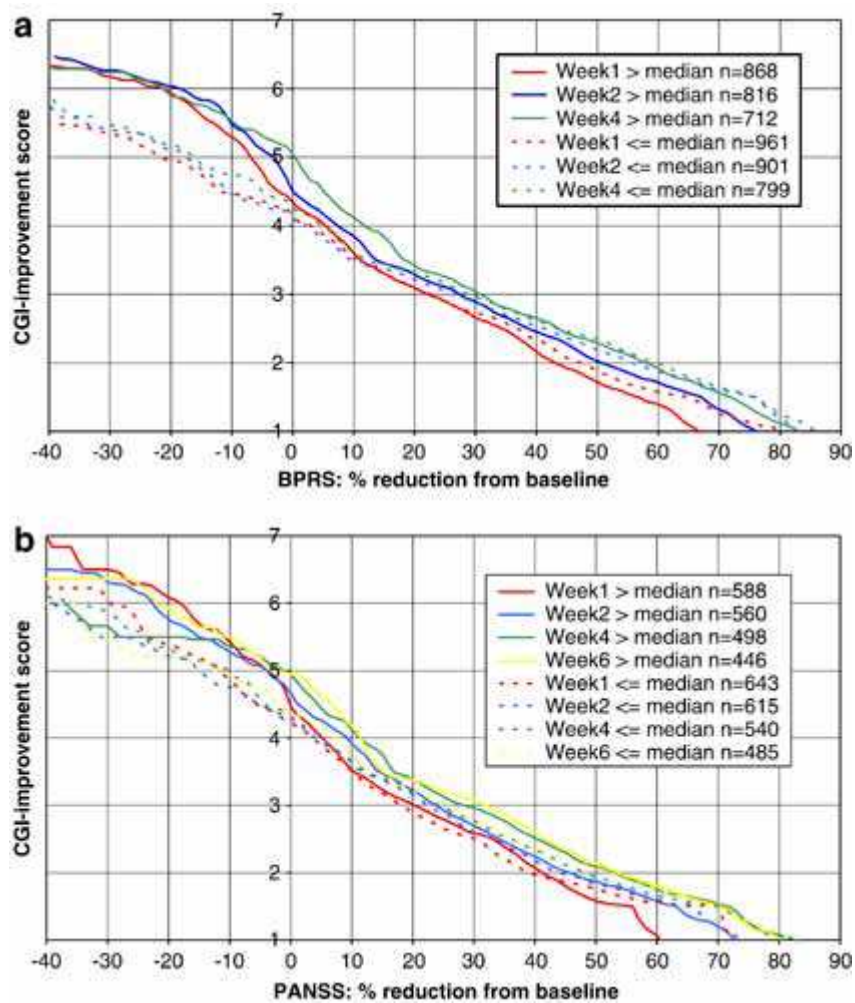 a
7
6
5
4
3
2
1
CGI-improvement score
Week1 > median n=868
Week2 > median n=816
Week4 > median n=712
Week1 <= median n=961
Week2 <= median n=901
Week4 <= median n=799
-40 -30 -20 -10 0 10 20 30 40 50 60 70 80 90
BPRS: % reduction from baseline
b
7
6
5
4
3
2
1
CGI-improvement score
Week1 > median n=588
Week2 > median n=560
Week4 > median n=498
Week6 > median n=446
Week1 <= median n=643
Week2 <= median n=615
Week4 <= median n=540
Week6 <= median n=485
-40 -30 -20 -10 0 10 20 30 40 50 60 70 80 90
PANSS: % reduction from baseline